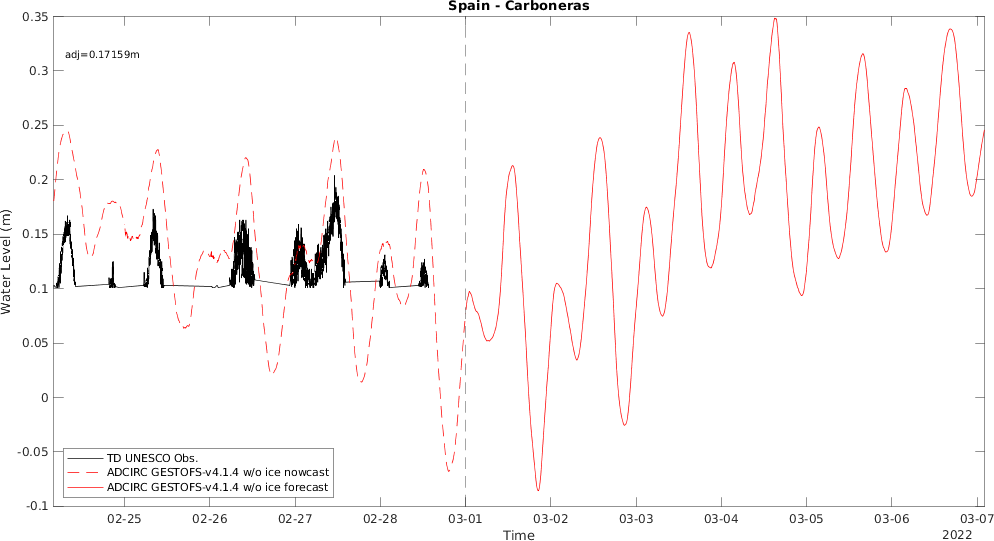 Spain - Carboneras
adj=0.17159m
0.35
0.3
0.25
0.2
0.15
0.1
0.05
0
-0.05
-0.1
Water Level (m)
TD UNESCO Obs.
ADCIRC GESTOFS-v4.1.4 w/o ice nowcast
ADCIRC GESTOFS-v4.1.4 w/o ice forecast
02-25 02-26 02-27 02-28 03-01 03-02 03-03 03-04 03-05 03-06 03-07
Time
2022